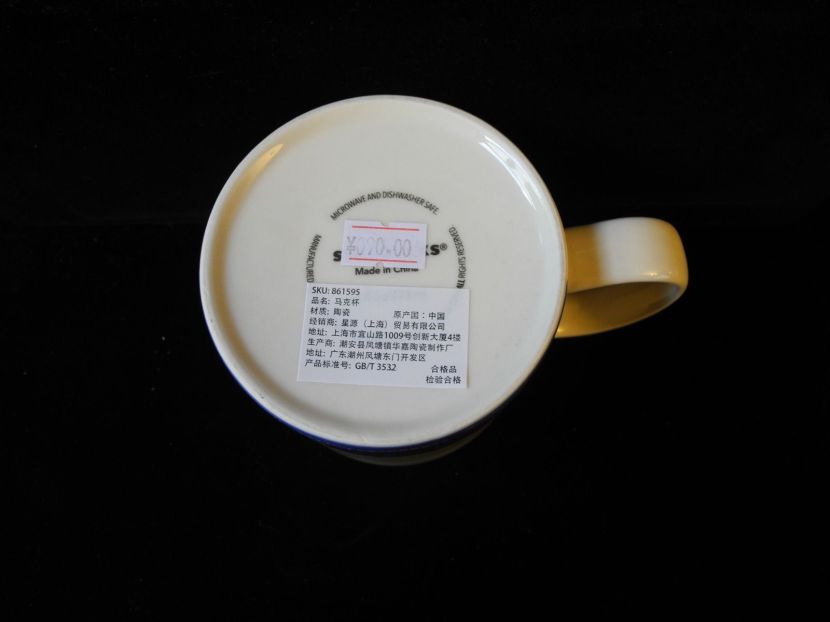 MICROWAVE AND DISHWASHER SAFE.
MANUFACTURED
ALL RIGHTS RESERVED.
¥090.00
Made in China
SKU: 861595
品名: 马克杯
材质: 陶瓷 原产国：中国
经销商: 星源（上海）贸易有限公司
地址: 上海市宜山路1009号创新大厦4楼
生产商: 潮安县凤塘镇华嘉陶瓷制作厂
地址: 广东潮州凤塘东门开发区
产品标准号: GB/T 3532 合格品
检验合格